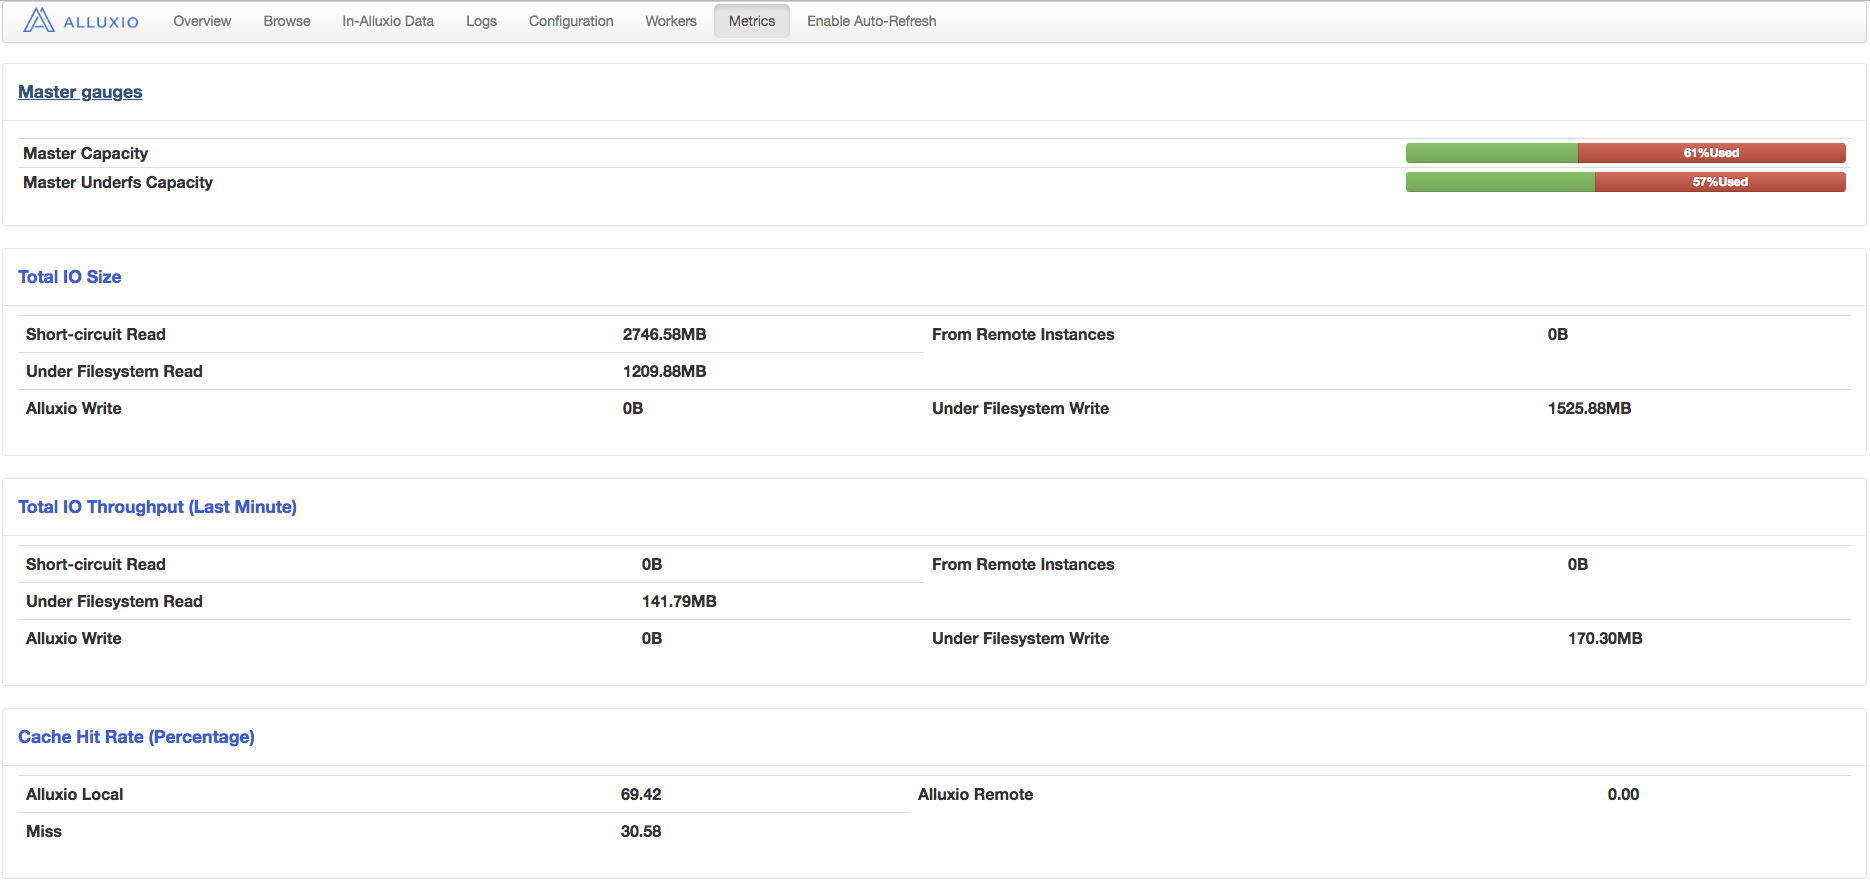 ALLUXIO Overview Browse In-Alluxio Data Logs Configuration Workers Metrics Enable Auto-Refresh
Master gauges
Master Capacity 61%Used
Master Underfs Capacity 57%Used
Total IO Size
Short-circuit Read 2746.58MB From Remote Instances 0B
Under Filesystem Read 1209.88MB
Alluxio Write 0B Under Filesystem Write 1525.88MB
Total IO Throughput (Last Minute)
Short-circuit Read 0B From Remote Instances 0B
Under Filesystem Read 141.79MB
Alluxio Write 0B Under Filesystem Write 170.30MB
Cache Hit Rate (Percentage)
Alluxio Local 69.42 Alluxio Remote 0.00
Miss 30.58